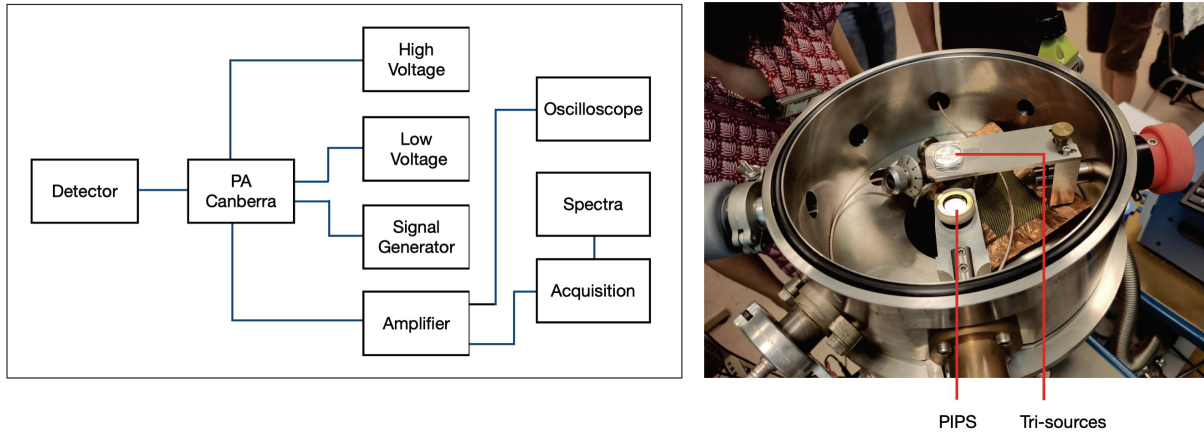 High
Voltage
Oscilloscope
Low
Voltage
Detector
PA
Canberra
Spectra
Signal
Generator
Acquisition
Amplifier
PIPS
Tri-sources